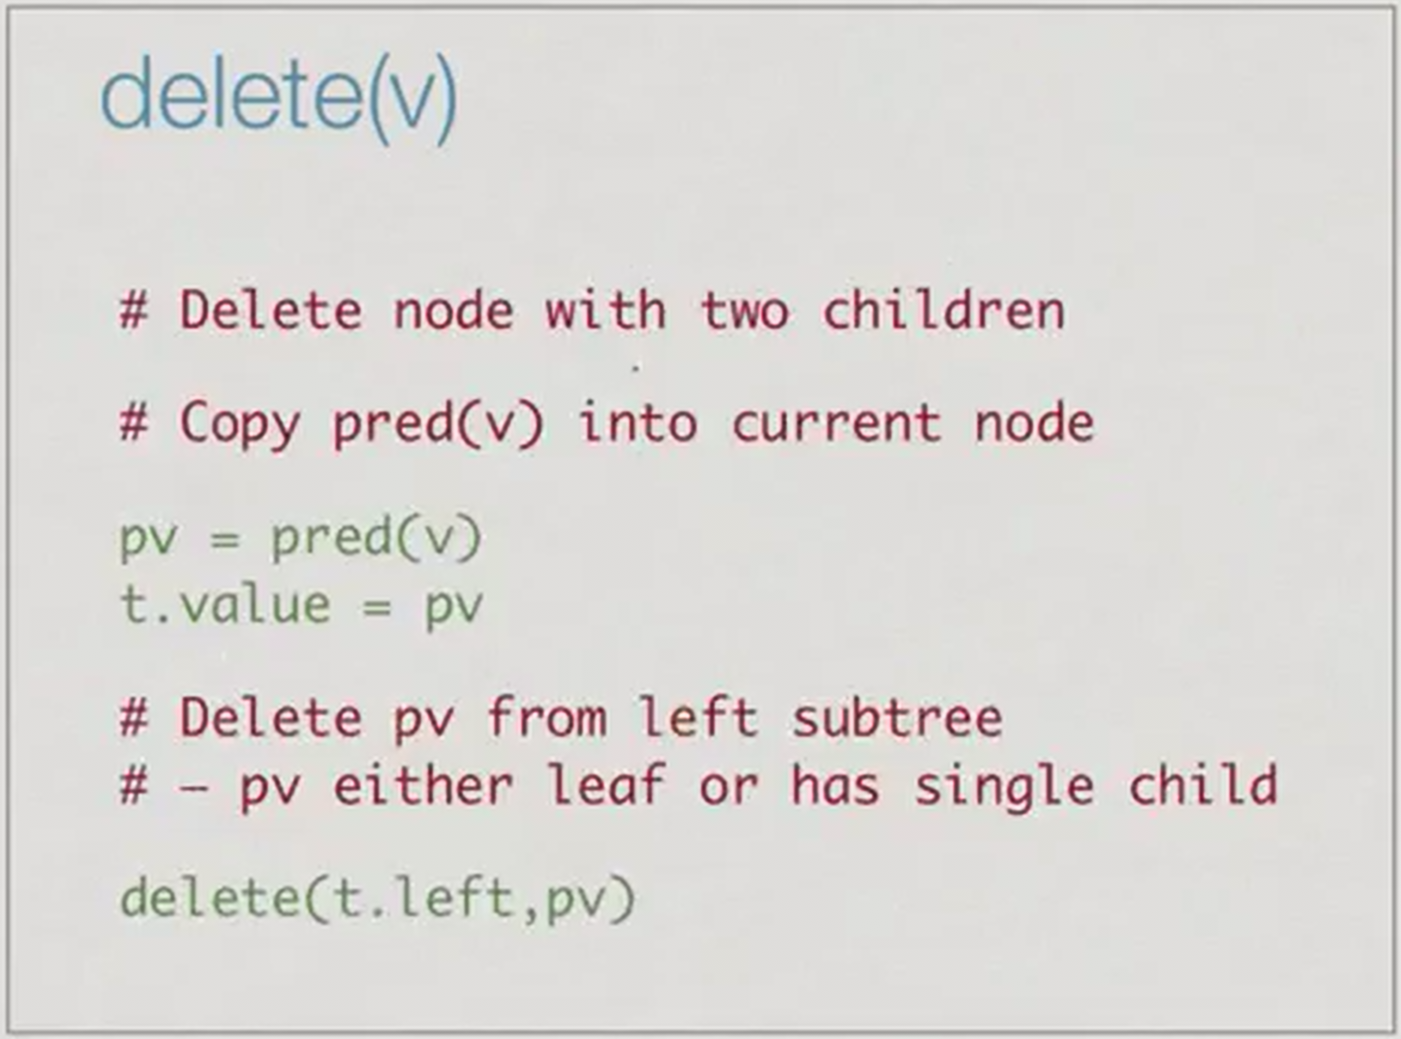 delete(v)
# Delete node with two children
# Copy pred(v) into current node
pv = pred(v)
t.value = pv
# Delete pv from left subtree
# – pv either leaf or has single child
delete(t.left,pv)